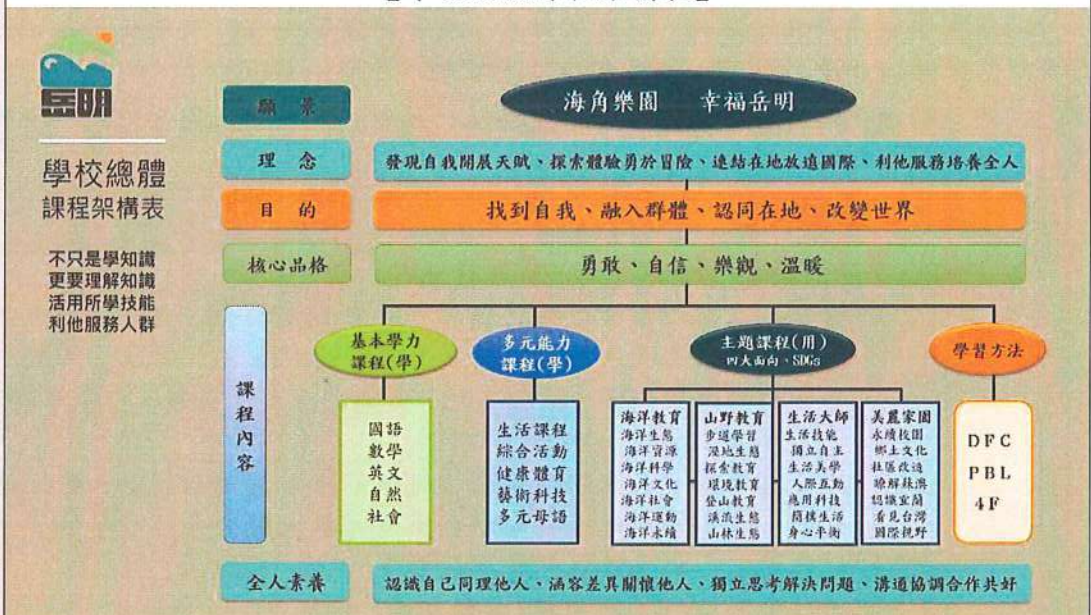 岳明
學校總體
課程架構表
不只是學知識
更要理解知識
活用所學技能
利他服務人群
願景
海角樂園 幸福岳明
理念
發現自我開展天賦、探索體驗勇於冒險、連結在地放遠國際、利他服務培養全人
目的
找到自我、融入群體、認同在地、改變世界
核心品格
勇敢、自信、樂觀、溫暖
課程內容
基本學力
課程(學)
國語
數學
英文
自然
社會
多元能力
課程(學)
生活課程
綜合活動
健康體育
藝術科技
多元母語
主題課程(用)
四大面向、SDGs
海洋教育
海洋生態
海洋資源
海洋科學
海洋文化
海洋社會
海洋運動
海洋永續
山野教育
步道學習
溼地生態
探索教育
環境教育
登山教育
溪流生態
山林生態
生活大師
生活技能
獨立自主
生活美學
人際互動
應用科技
簡樸生活
身心平衡
美麗家園
永續校園
鄉土文化
社區改造
瞭解蘇澳
認識宜蘭
看見台灣
國際視野
學習方法
DFC
PBL
4F
全人素養
認識自己同理他人、涵容差異關懷他人、獨立思考解決問題、溝通協調合作共好